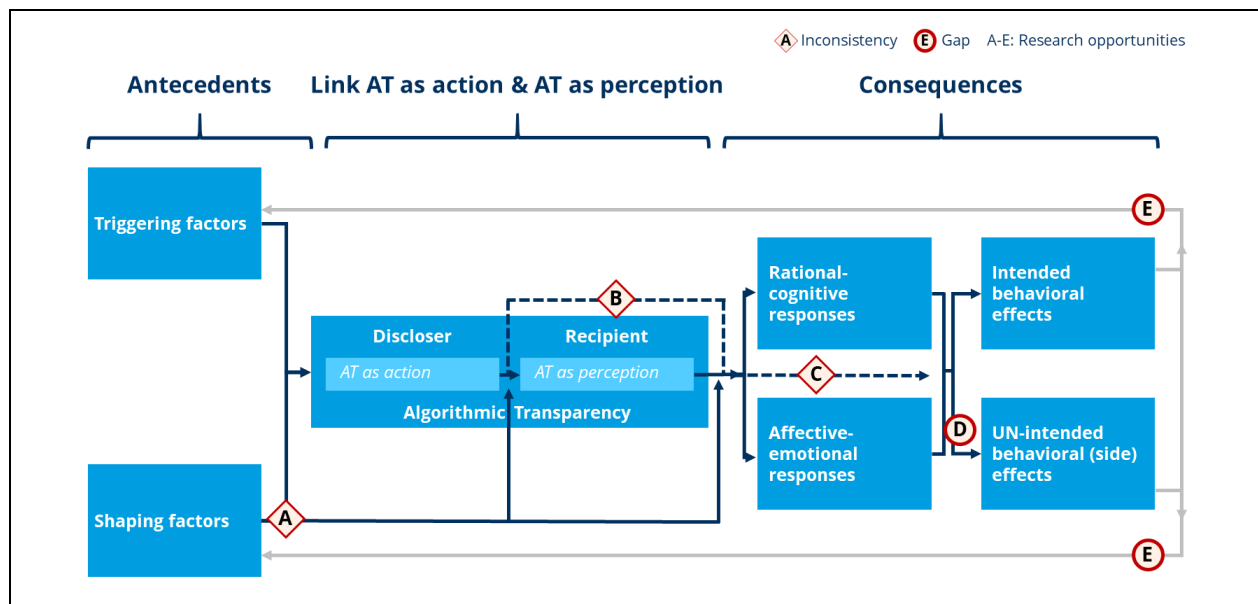 A Inconsistency E Gap A-E: Research opportunities
Antecedents Link AT as action & AT as perception Consequences
Triggering factors
E
Rational-
cognitive
responses
Intended
behavioral
effects
B
Discloser Recipient
AT as action AT as perception
Algorithmic Transparency
C
Affective-
emotional
responses
D
UN-intended
behavioral (side)
effects
Shaping factors
A
E